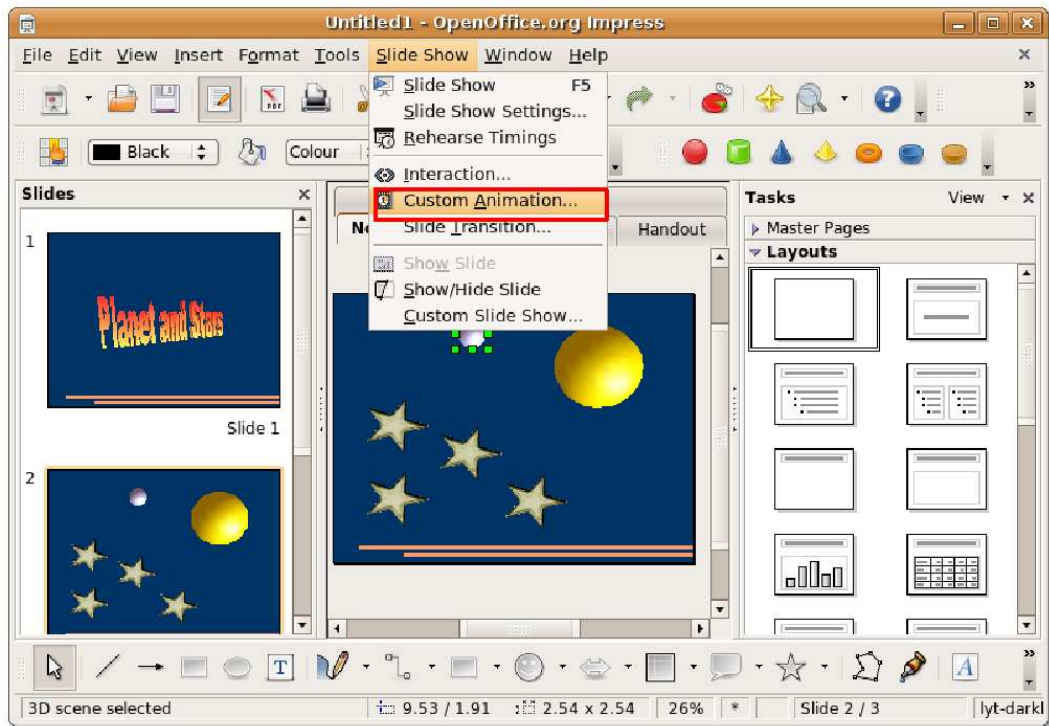 Untitled1 - OpenOffice.org Impress
File Edit View Insert Format Tools Slide Show Window Help
Slide Show F5
Slide Show Settings...
Rehearse Timings
Interaction...
Custom Animation...
Slide Transition...
Show Slide
Show/Hide Slide
Custom Slide Show...
PDF
Black
Colour
Slides
1
Planet and Stars
Slide 1
2
Handout
Tasks View
Master Pages
Layouts
T
A
3D scene selected 9.53 / 1.91 2.54 x 2.54 26% * Slide 2 / 3 lyt-darkl